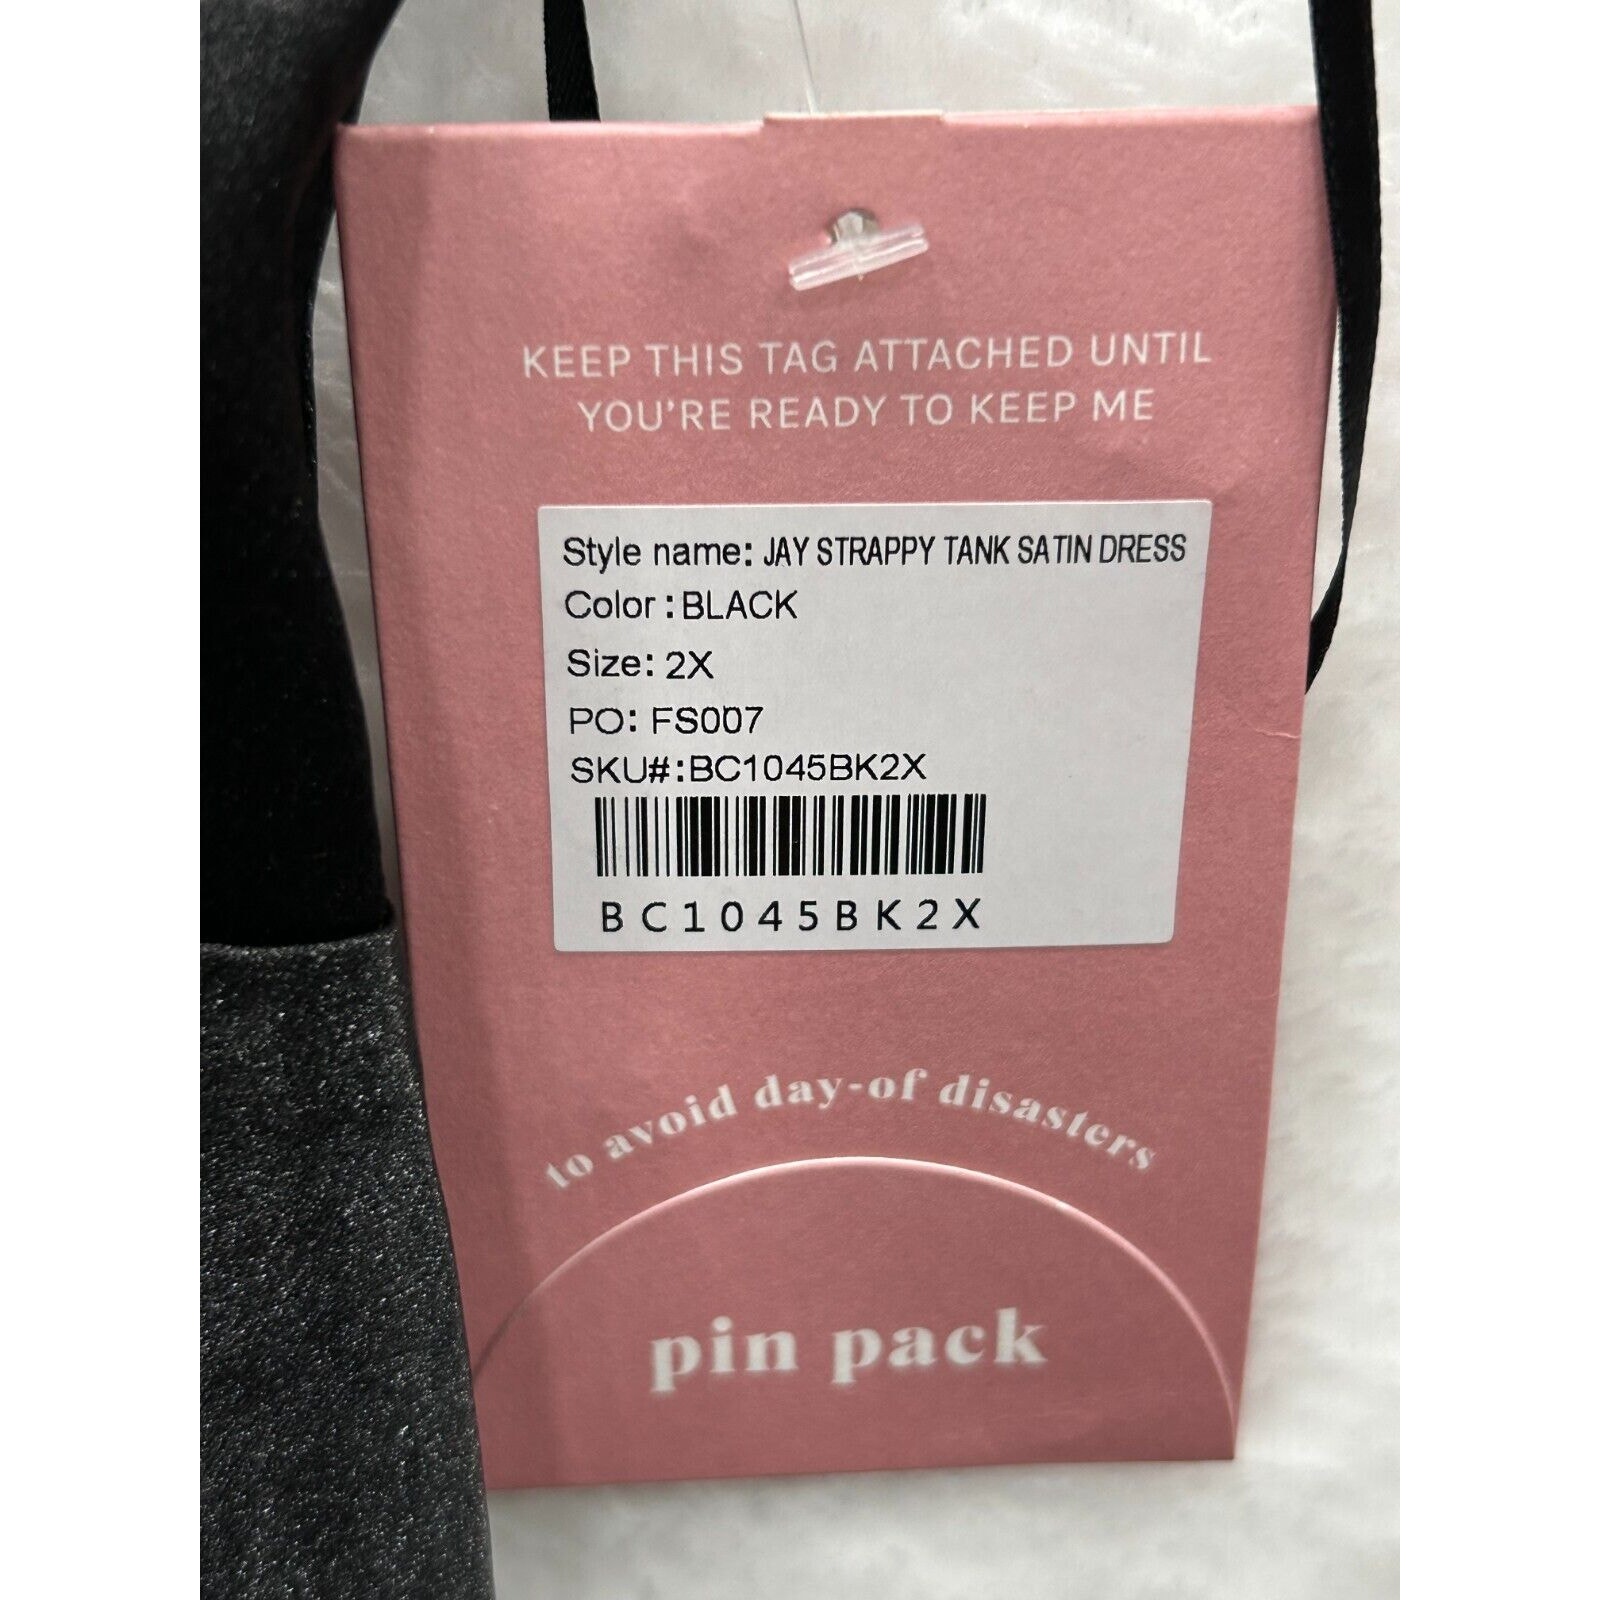 KEEP THIS TAG ATTACHED UNTIL
YOU'RE READY TO KEEP ME
Style name: JAY STRAPPY TANK SATIN DRESS
Color : BLACK
Size: 2X
PO: FS007
SKU#:BC1045BK2X
BC1045BK2X
to avoid day-of disasters
pin pack